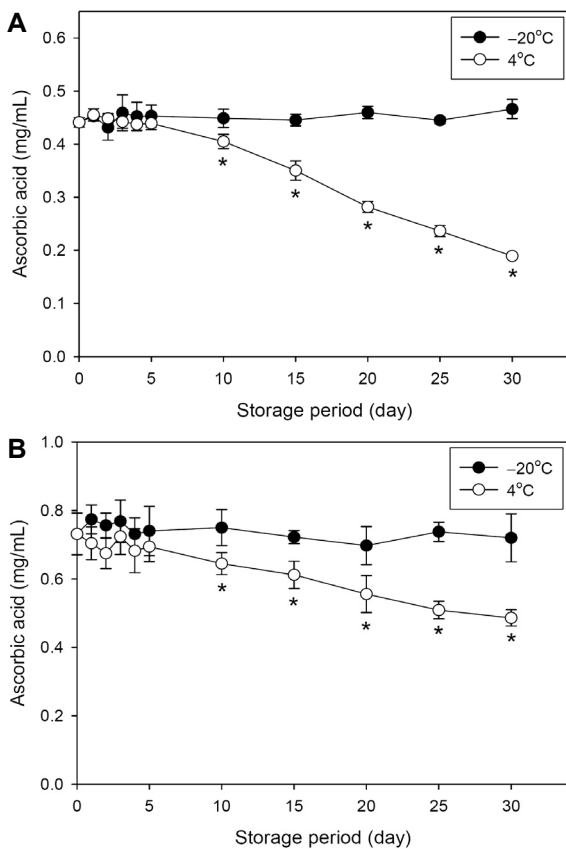 A
–20°C
4°C
0.6
0.5
0.4
0.3
0.2
0.1
0.0
Ascorbic acid (mg/mL)
* * * * *
0 5 10 15 20 25 30
Storage period (day)
B
–20°C
4°C
1.0
0.8
0.6
0.4
0.2
0.0
Ascorbic acid (mg/mL)
* * * * *
0 5 10 15 20 25 30
Storage period (day)